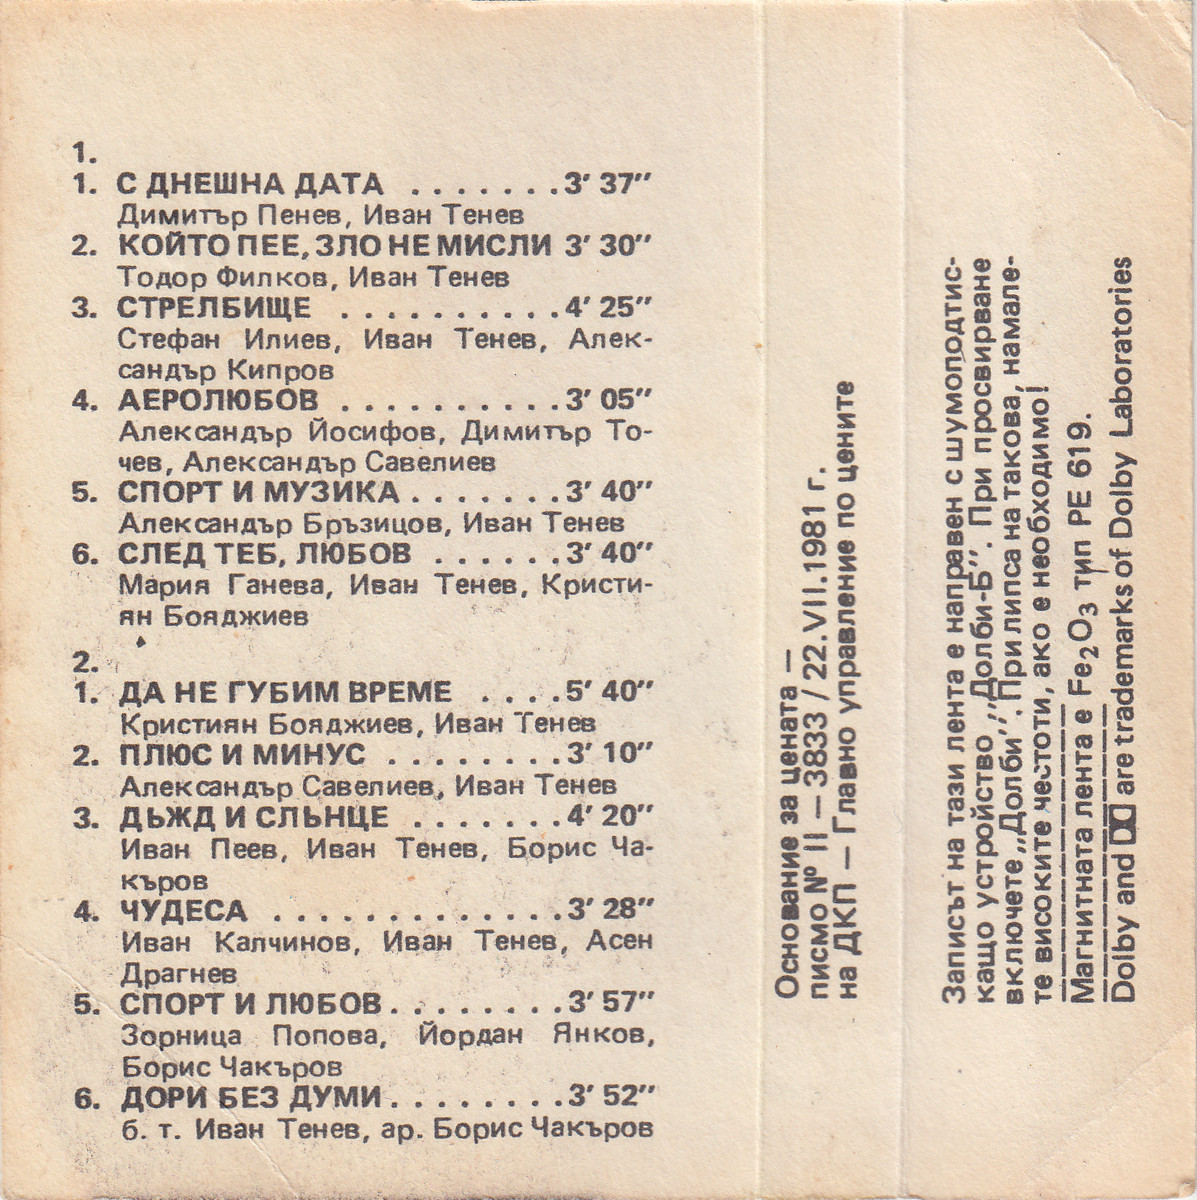 1.
1. С ДНЕШНА ДАТА .......3′ 37″
Димитър Пенев, Иван Тенев
2. КОЙТО ПЕЕ, ЗЛО НЕ МИСЛИ 3′ 30″
Тодор Филков, Иван Тенев
3. СТРЕЛБИЩЕ ..........4′ 25″
Стефан Илиев, Иван Тенев, Алек-
сандър Кипров
4. АЕРОЛЮБОВ ..........3′ 05″
Александър Йосифов, Димитър То-
чев, Александър Савелиев
5. СПОРТ И МУЗИКА.......3′ 40″
Александър Бръзицов, Иван Тенев
6. СЛЕД ТЕБ, ЛЮБОВ ......3′ 40″
Мария Ганева, Иван Тенев, Кристи-
ян Бояджиев
2.
1. ДА НЕ ГУБИМ ВРЕМЕ ....5′ 40″
Кристиян Бояджиев, Иван Тенев
2. ПЛЮС И МИНУС ........3′ 10″
Александър Савелиев, Иван Тенев
3. ДЪЖД И СЛЪНЦЕ .......4′ 20″
Иван Пеев, Иван Тенев, Борис Ча-
къров
4. ЧУДЕСА .............3′ 28″
Иван Калчинов, Иван Тенев, Асен
Драгнев
5. СПОРТ И ЛЮБОВ........3′ 57″
Зорница Попова, Йордан Янков,
Борис Чакъров
6. ДОРИ БЕЗ ДУМИ........3′ 52″
б. т. Иван Тенев, ар. Борис Чакъров
Основание за цената —
писмо № II — 3833 / 22.VII.1981 г.
на ДКП — Главно управление по цените
Записът на тази лента е направен с шумоподтис-
кащо устройство „Долби-Б”. При просвирване
включете „Долби”. При липса на такова, намале-
те високите честоти, ако е необходимо!
Магнитната лента е Fe2O3 тип PE 619.
Dolby and are trademarks of Dolby Laboratories